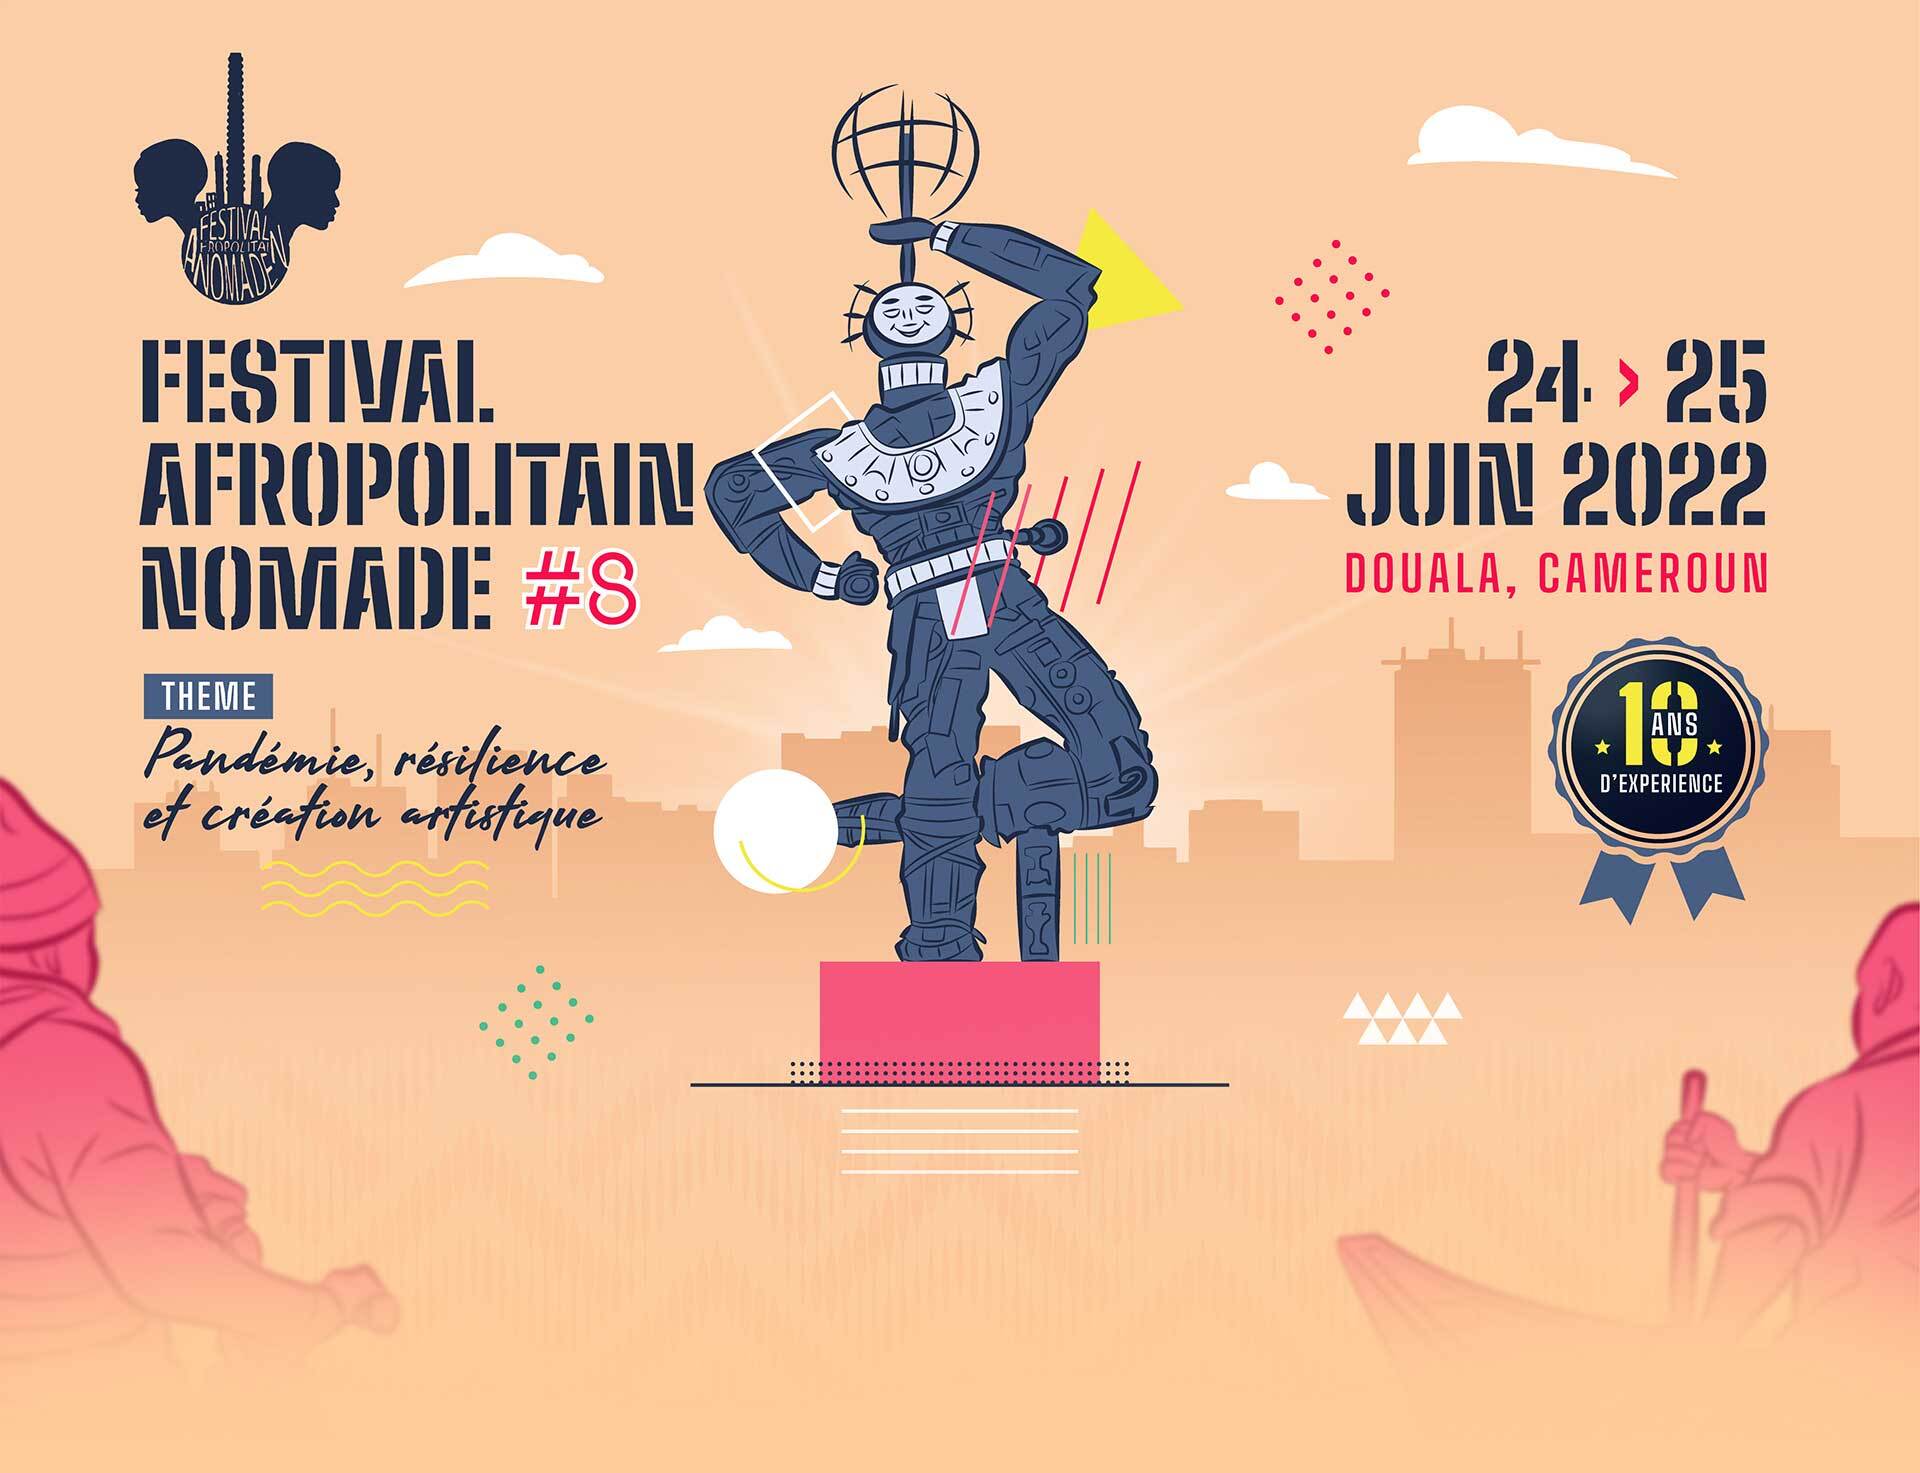 FESTIVAL
AFROPOLITAIN
NOMADE
FESTIVAL
AFROPOLITAIN
NOMADE #8
THEME
Pandémie, résilience
et création artistique
24 > 25
JUIN 2022
DOUALA, CAMEROUN
10
ANS
D'EXPERIENCE